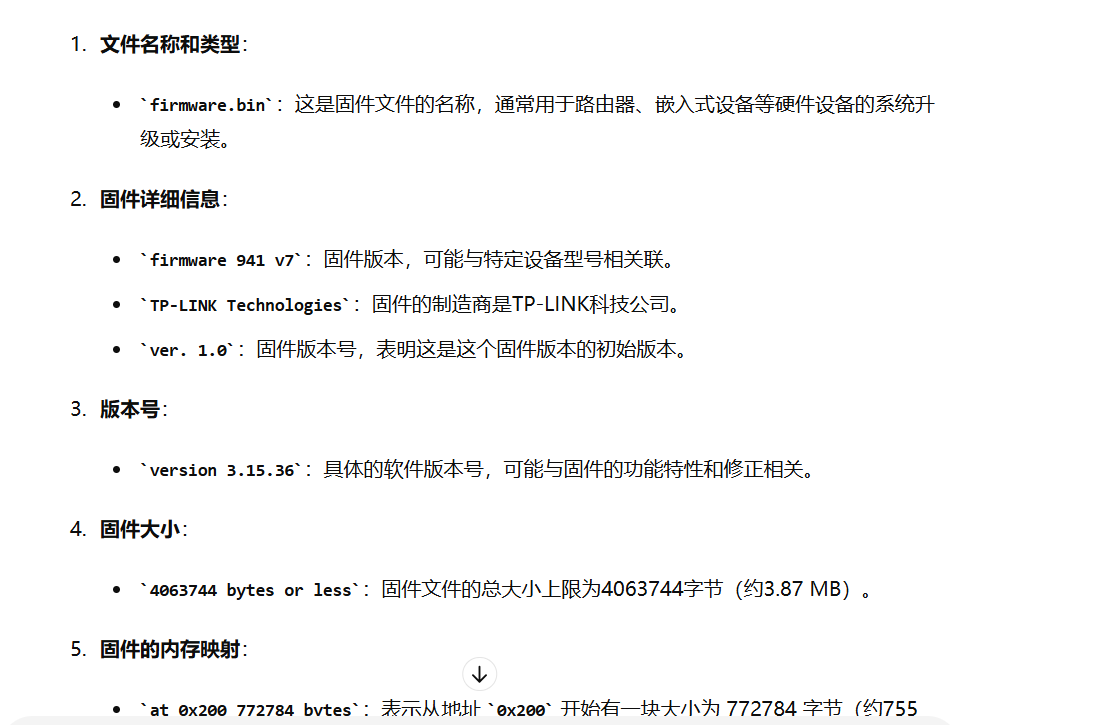 1. 文件名称和类型：
• `firmware.bin`：这是固件文件的名称，通常用于路由器、嵌入式设备等硬件设备的系统升
级或安装。
2. 固件详细信息：
• `firmware 941 v7`：固件版本，可能与特定设备型号相关联。
• `TP-LINK Technologies`：固件的制造商是TP-LINK科技公司。
• `ver. 1.0`：固件版本号，表明这是这个固件版本的初始版本。
3. 版本号：
• `version 3.15.36`：具体的软件版本号，可能与固件的功能特性和修正相关。
4. 固件大小：
• `4063744 bytes or less`：固件文件的总大小上限为4063744字节（约3.87 MB）。
5. 固件的内存映射：
• `at 0x200 772784 bytes`：表示从地址 `0x200` 开始有一块大小为 772784 字节（约755